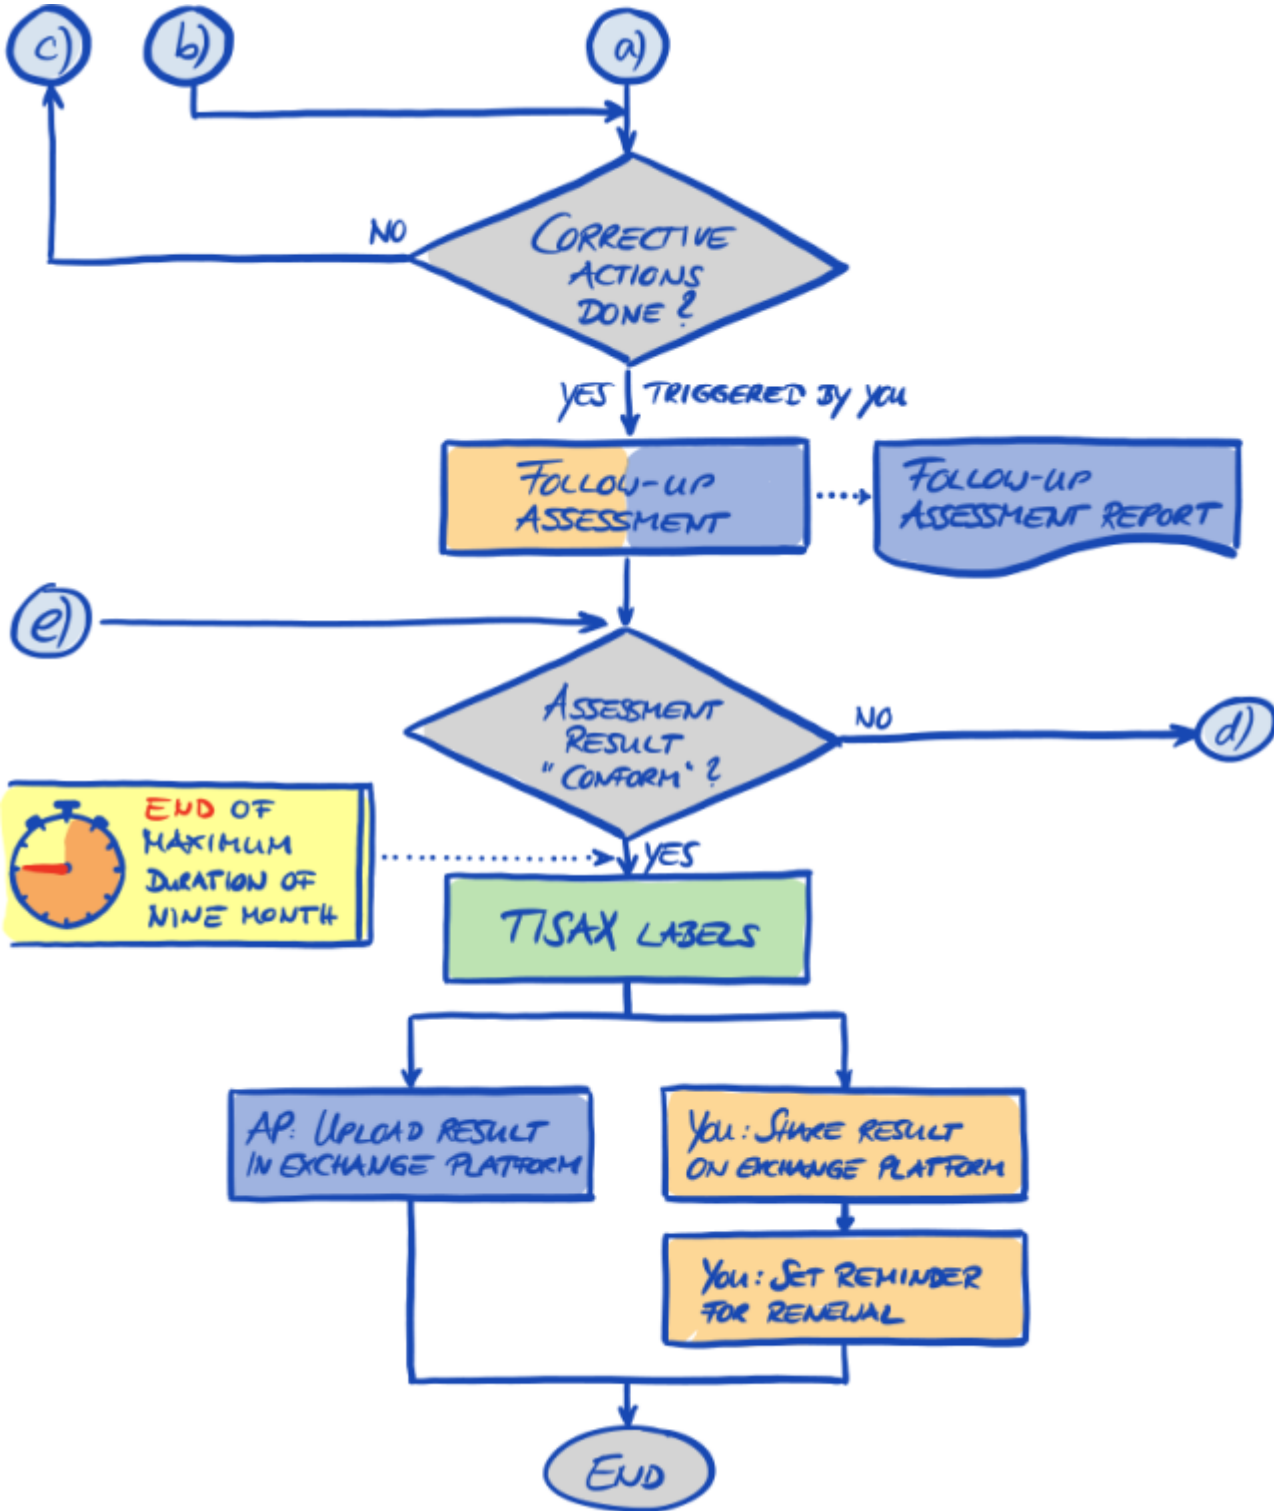 c)
b)
a)
NO
CORRECTIVE
ACTIONS
DONE?
YES
TRIGGERED BY YOU
FOLLOW-UP
ASSESSMENT
FOLLOW-UP
ASSESSMENT REPORT
e)
ASSESSMENT
RESULT
"CONFORM"?
NO
d)
END OF
MAXIMUM
DURATION OF
NINE MONTH
YES
TISAX LABELS
AP: UPLOAD RESULT
IN EXCHANGE PLATFORM
YOU: SHARE RESULT
ON EXCHANGE PLATFORM
YOU: SET REMINDER
FOR RENEWAL
END